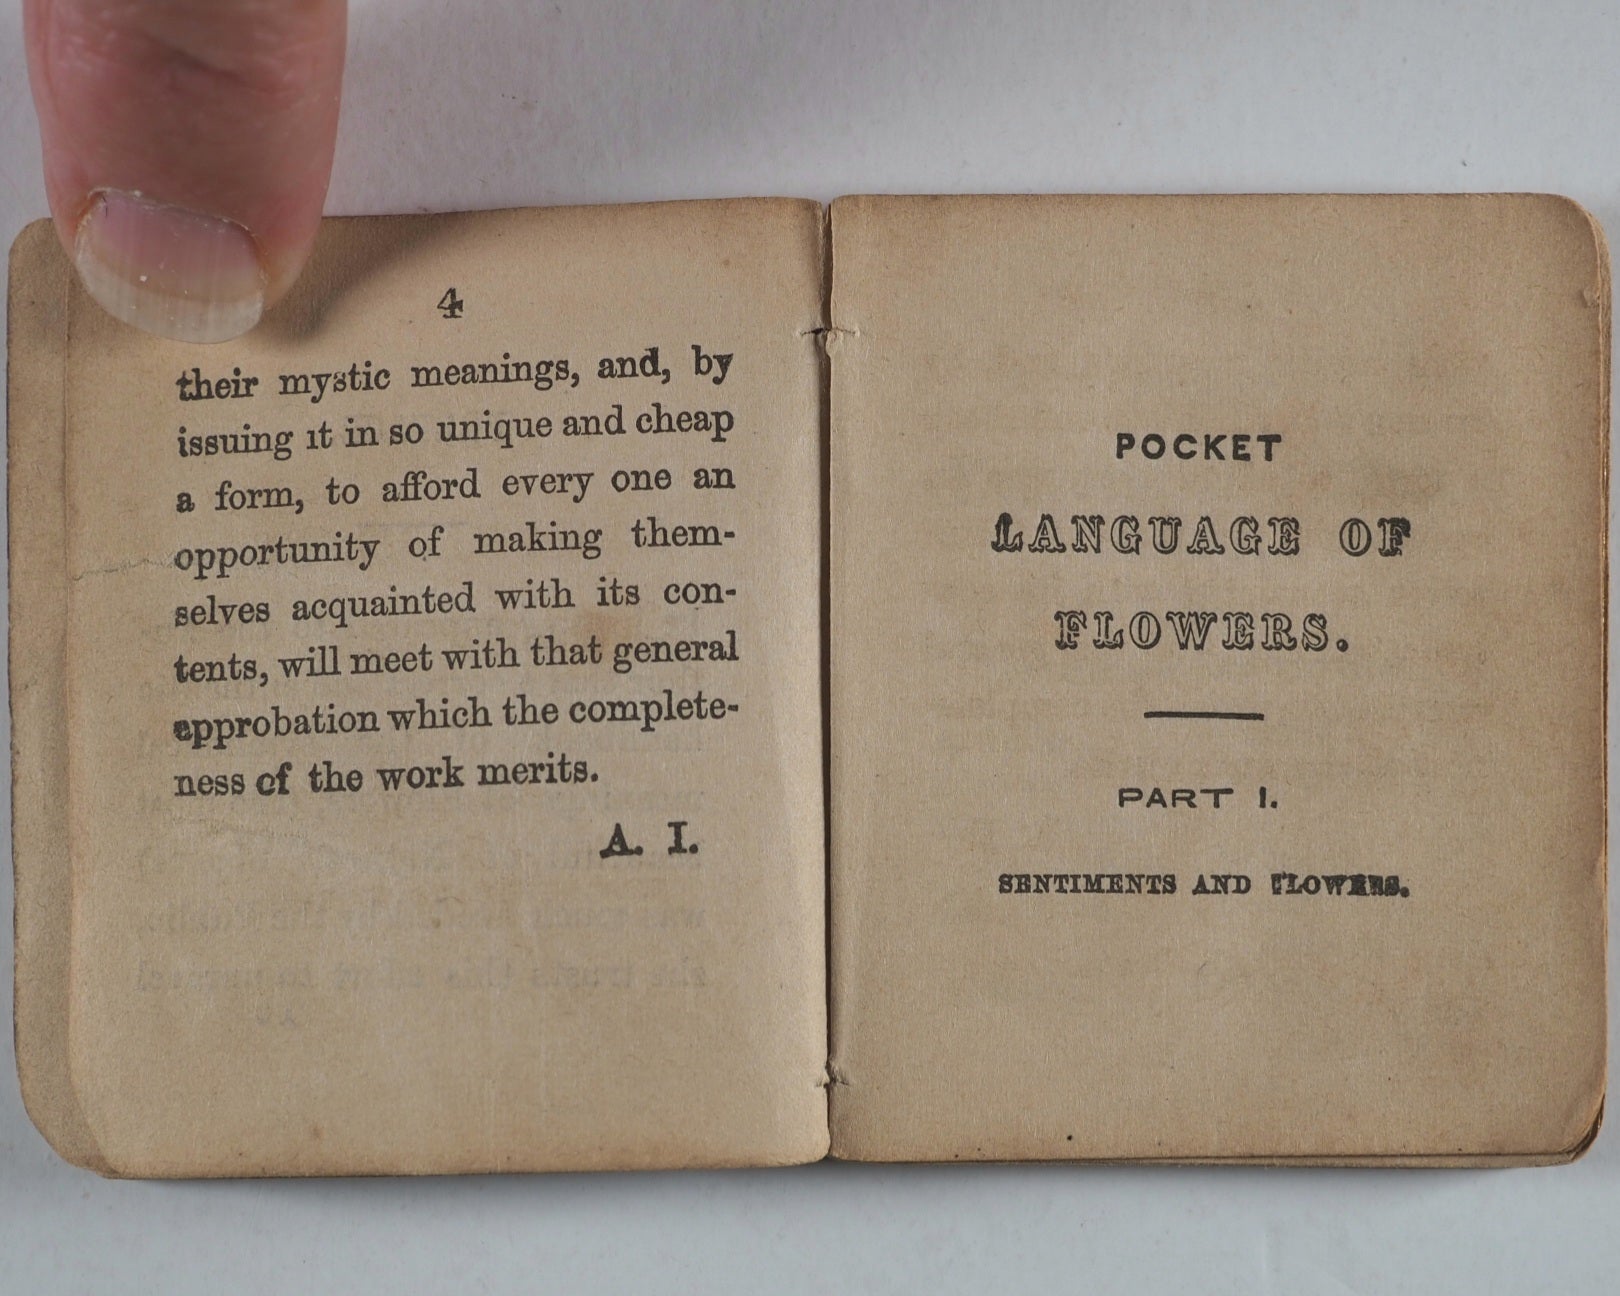 4
their mystic meanings, and, by
issuing it in so unique and cheap
a form, to afford every one an
opportunity of making them-
selves acquainted with its con-
tents, will meet with that general
approbation which the complete-
ness of the work merits.
A. I.
POCKET
LANGUAGE OF
FLOWERS.
PART I.
SENTIMENTS AND FLOWERS.